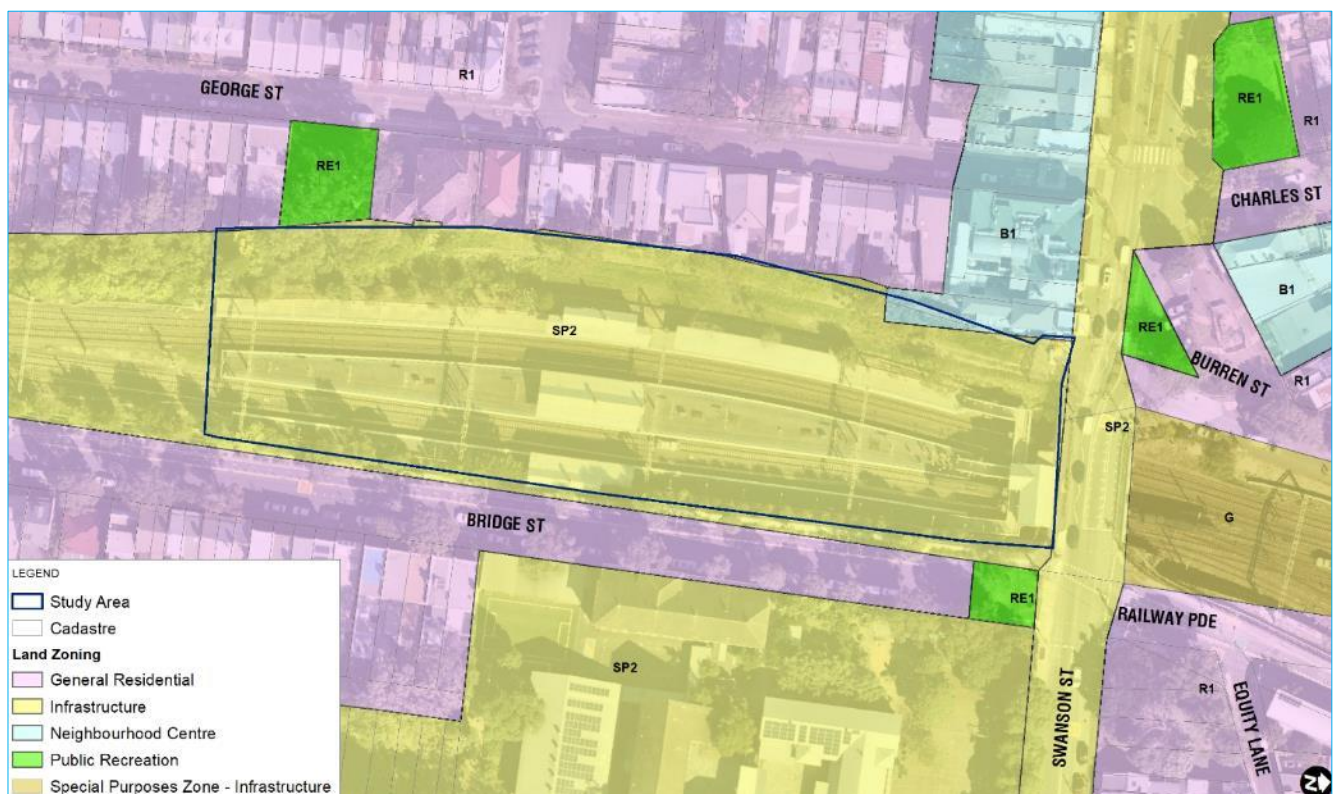 R1
GEORGE ST
RE1
RE1
R1
CHARLES ST
B1
B1
SP2
RE1
BURREN ST
R1
SP2
G
BRIDGE ST
RE1
RAILWAY PDE
SP2
SWANSON ST
R1
EQUITY LANE
LEGEND
Study Area
Cadastre
Land Zoning
General Residential
Infrastructure
Neighbourhood Centre
Public Recreation
Special Purposes Zone - Infrastructure
Z